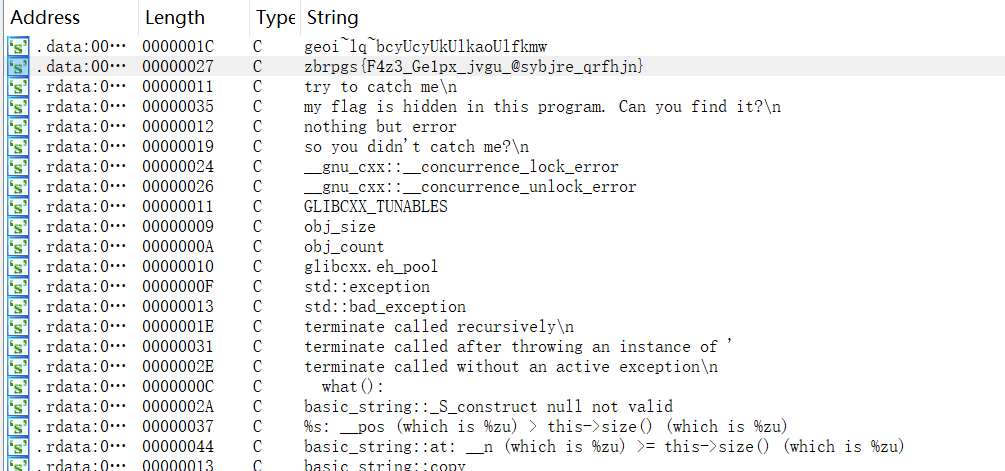 Address Length Type String
.data:00… 0000001C C geoi~lq~bcyUcyUkUlkaoUlfkmw
.data:00… 00000027 C zbrpgs{F4z3_Ge1px_jvgu_@sybjre_qrfhjn}
.rdata:0… 00000011 C try to catch me\n
.rdata:0… 00000035 C my flag is hidden in this program. Can you find it?\n
.rdata:0… 00000012 C nothing but error
.rdata:0… 00000019 C so you didn't catch me?\n
.rdata:0… 00000024 C __gnu_cxx::__concurrence_lock_error
.rdata:0… 00000026 C __gnu_cxx::__concurrence_unlock_error
.rdata:0… 00000011 C GLIBCXX_TUNABLES
.rdata:0… 00000009 C obj_size
.rdata:0… 0000000A C obj_count
.rdata:0… 00000010 C glibcxx.eh_pool
.rdata:0… 0000000F C std::exception
.rdata:0… 00000013 C std::bad_exception
.rdata:0… 0000001E C terminate called recursively\n
.rdata:0… 00000031 C terminate called after throwing an instance of '
.rdata:0… 0000002E C terminate called without an active exception\n
.rdata:0… 0000000C C what():
.rdata:0… 0000002A C basic_string::_S_construct null not valid
.rdata:0… 00000037 C %s: __pos (which is %zu) > this->size() (which is %zu)
.rdata:0… 00000044 C basic_string::at: __n (which is %zu) >= this->size() (which is %zu)
.rdata:0… 00000013 C basic_string::copy